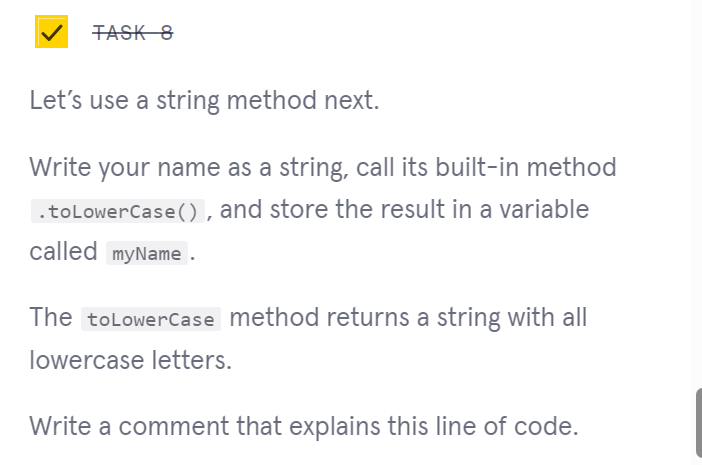 TASK 8
Let’s use a string method next.
Write your name as a string, call its built-in method
.toLowerCase(), and store the result in a variable
called myName.
The toLowerCase method returns a string with all
lowercase letters.
Write a comment that explains this line of code.